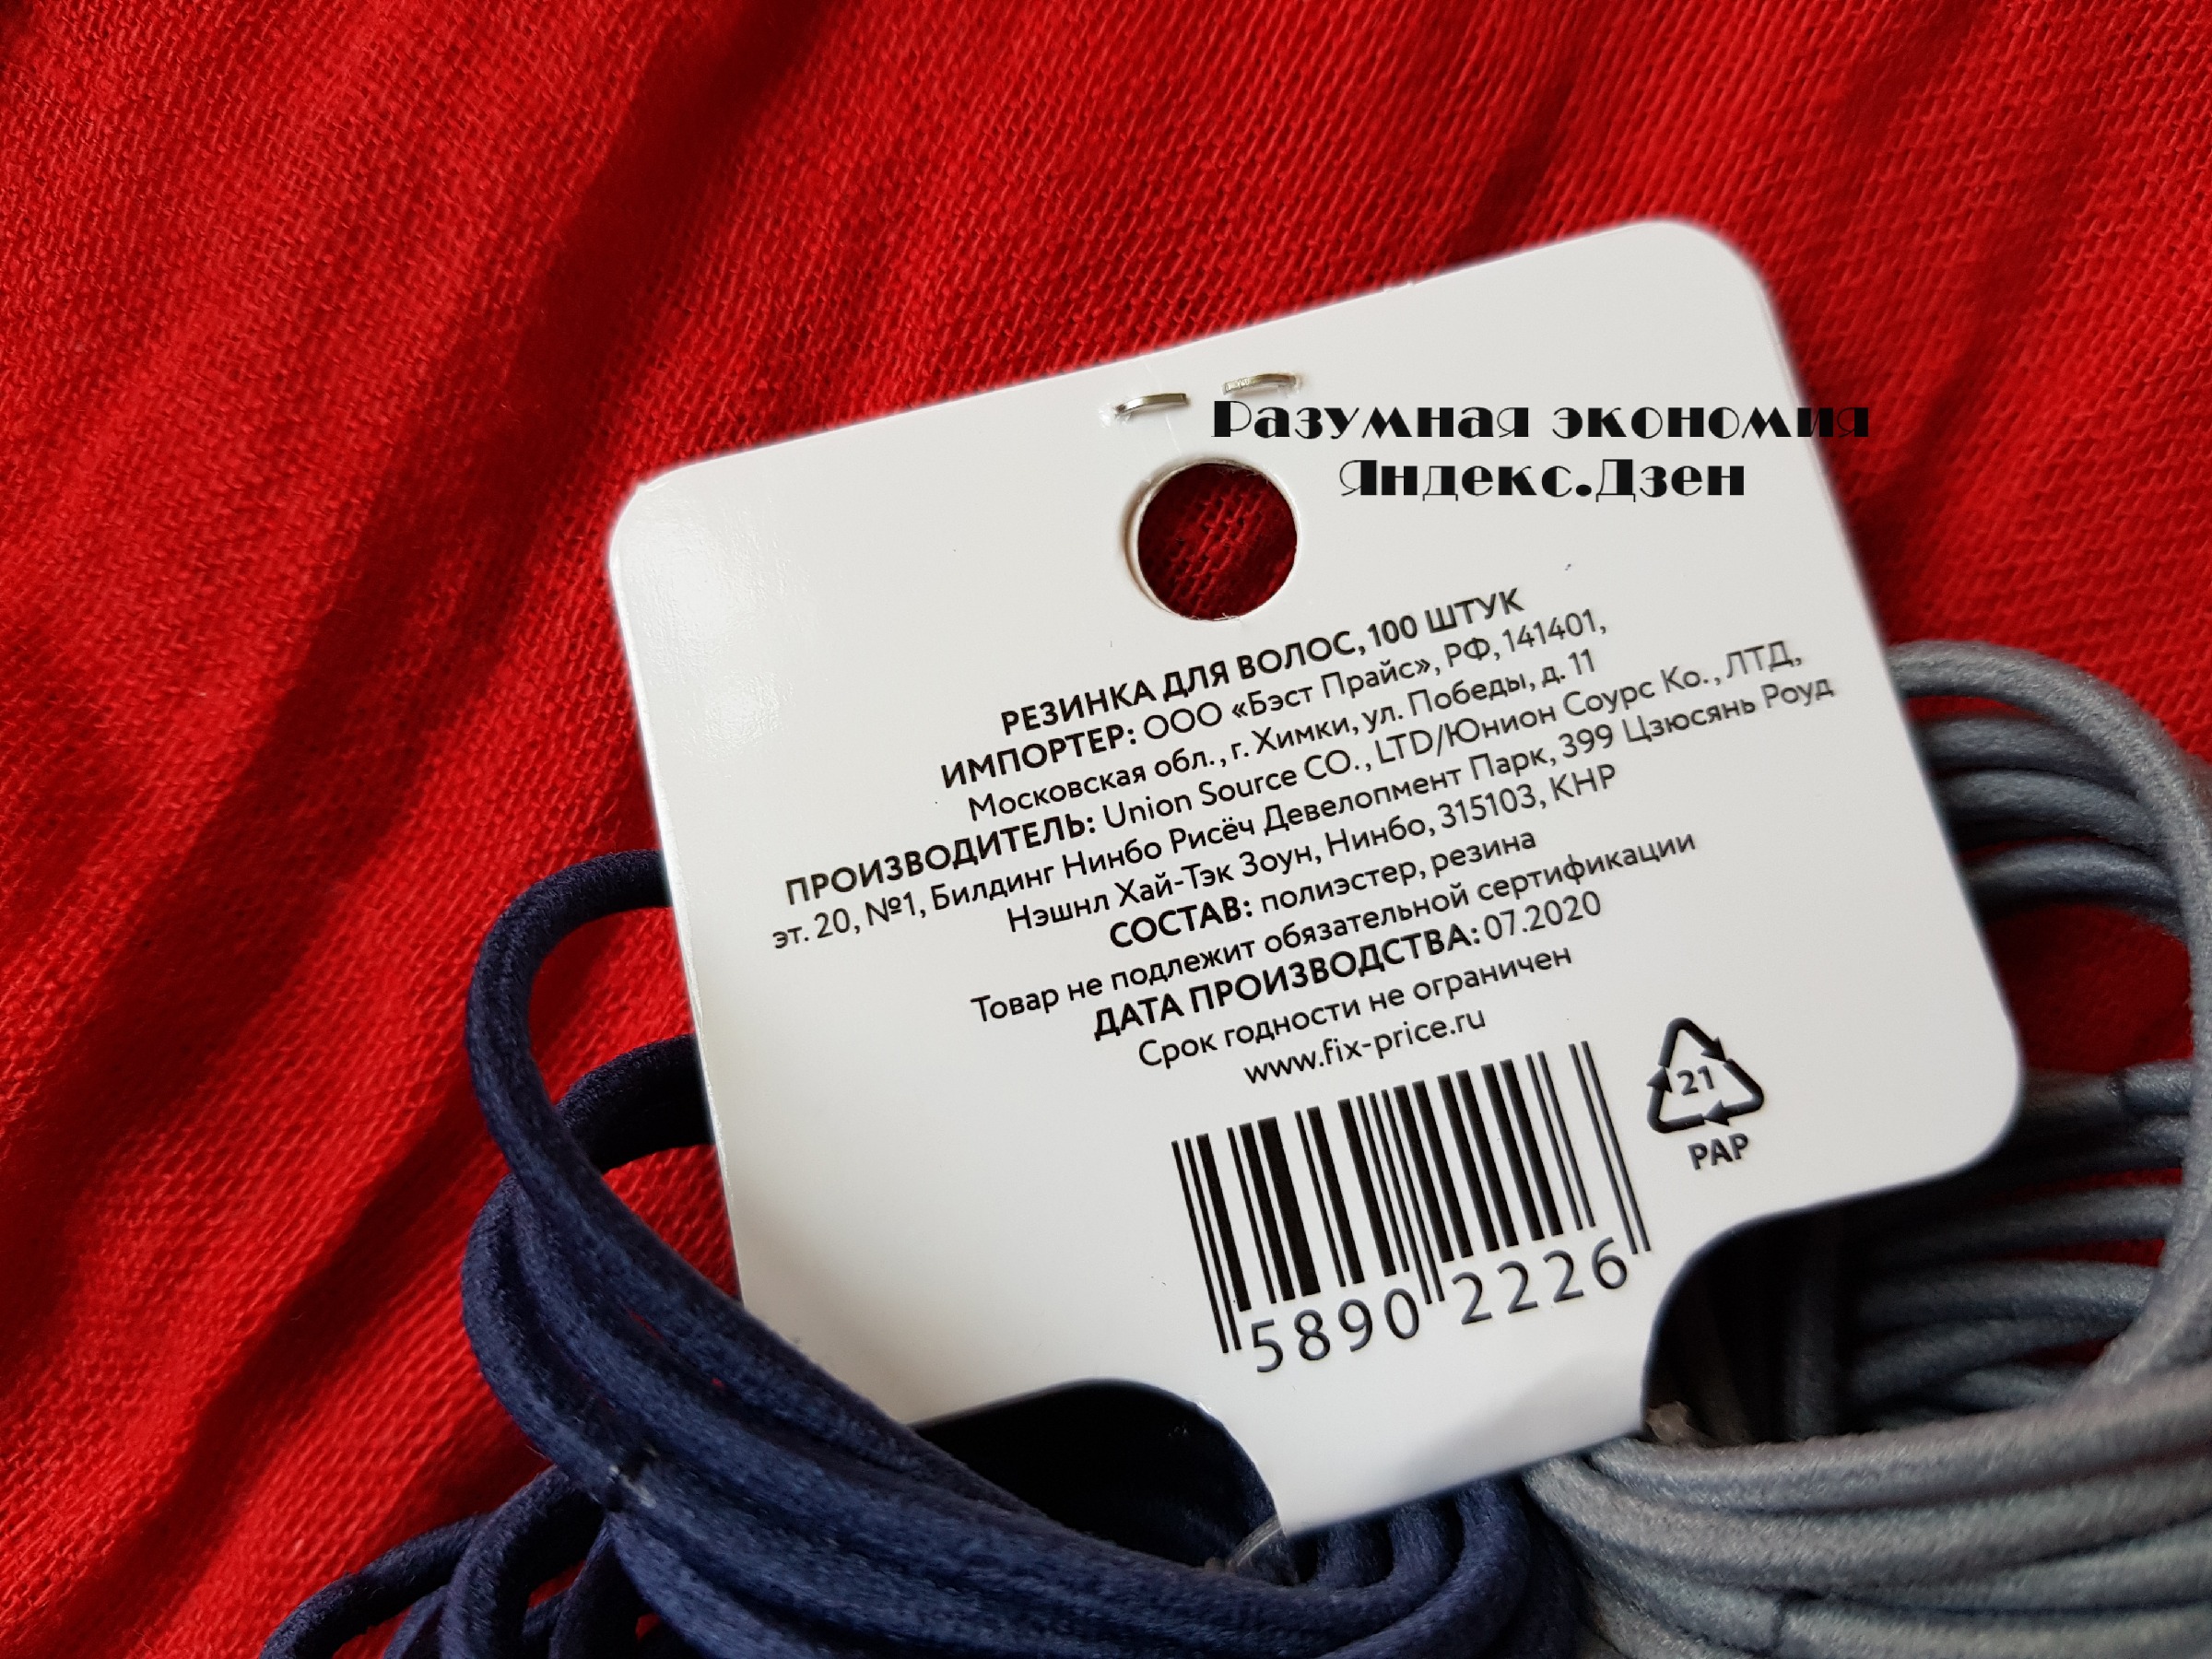 Разумная экономия
Яндекс.Дзен
РЕЗИНКА ДЛЯ ВОЛОС, 100 ШТУК
ИМПОРТЕР: ООО «Бэст Прайс», РФ, 141401,
Московская обл., г. Химки, ул. Победы, д. 11
ПРОИЗВОДИТЕЛЬ: Union Source CO., LTD/Юнион Соурс Ко., ЛТД,
эт. 20, №1, Билдинг Нинбо Рисёч Девелопмент Парк, 399 Цзюсянь Роуд
Нэшнл Хай-Тэк Зоун, Нинбо, 315103, КНР
СОСТАВ: полиэстер, резина
Товар не подлежит обязательной сертификации
ДАТА ПРОИЗВОДСТВА: 07.2020
Срок годности не ограничен
www.fix-price.ru
21
PAP
5890 2226